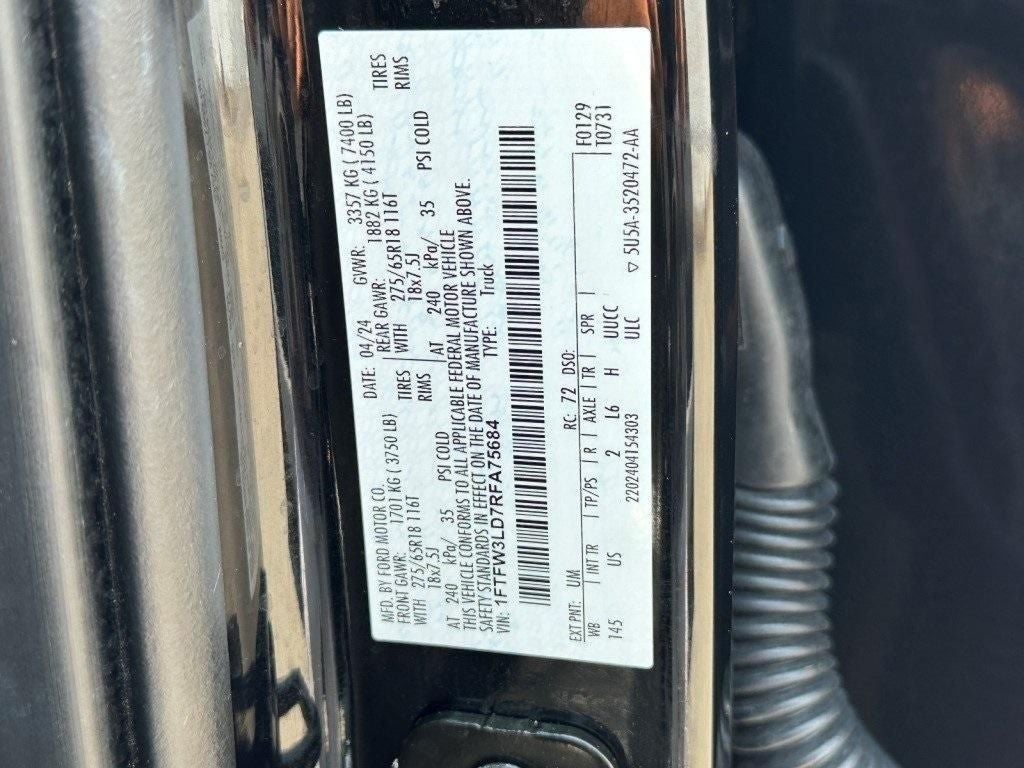 MFD. BY FORD MOTOR CO.
DATE: 04/24 GVWR: 3357 KG ( 7400 LB)
FRONT GAWR: 1701 KG ( 3750 LB) REAR GAWR: 1882 KG ( 4150 LB)
WITH 275/65R18 116T TIRES WITH 275/65R18 116T TIRES
18x7.5J RIMS 18x7.5J RIMS
AT 240 kPa/ 35 PSI COLD AT 240 kPa/ 35 PSI COLD
THIS VEHICLE CONFORMS TO ALL APPLICABLE FEDERAL MOTOR VEHICLE
SAFETY STANDARDS IN EFFECT ON THE DATE OF MANUFACTURE SHOWN ABOVE.
VIN: 1FTFW3LD7RFA75684 TYPE: Truck
EXT PNT: UM RC: 72 DSO: F0129
WB INTR TP/PS R AXLE TR SPR T0731
145 US 2 L6 H UUCC
2202404154303 ULC ▽ 5U5A-3520472-AA